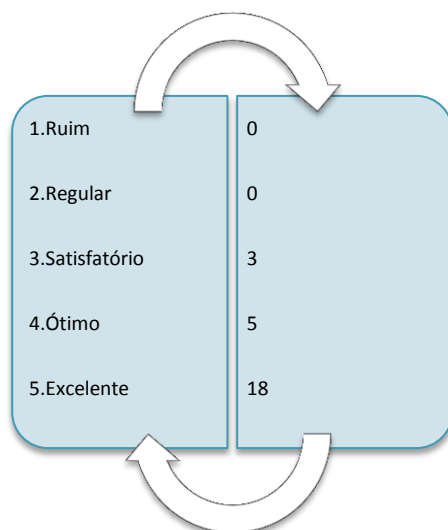 1.Ruim 0
2.Regular 0
3.Satisfatório 3
4.Ótimo 5
5.Excelente 18